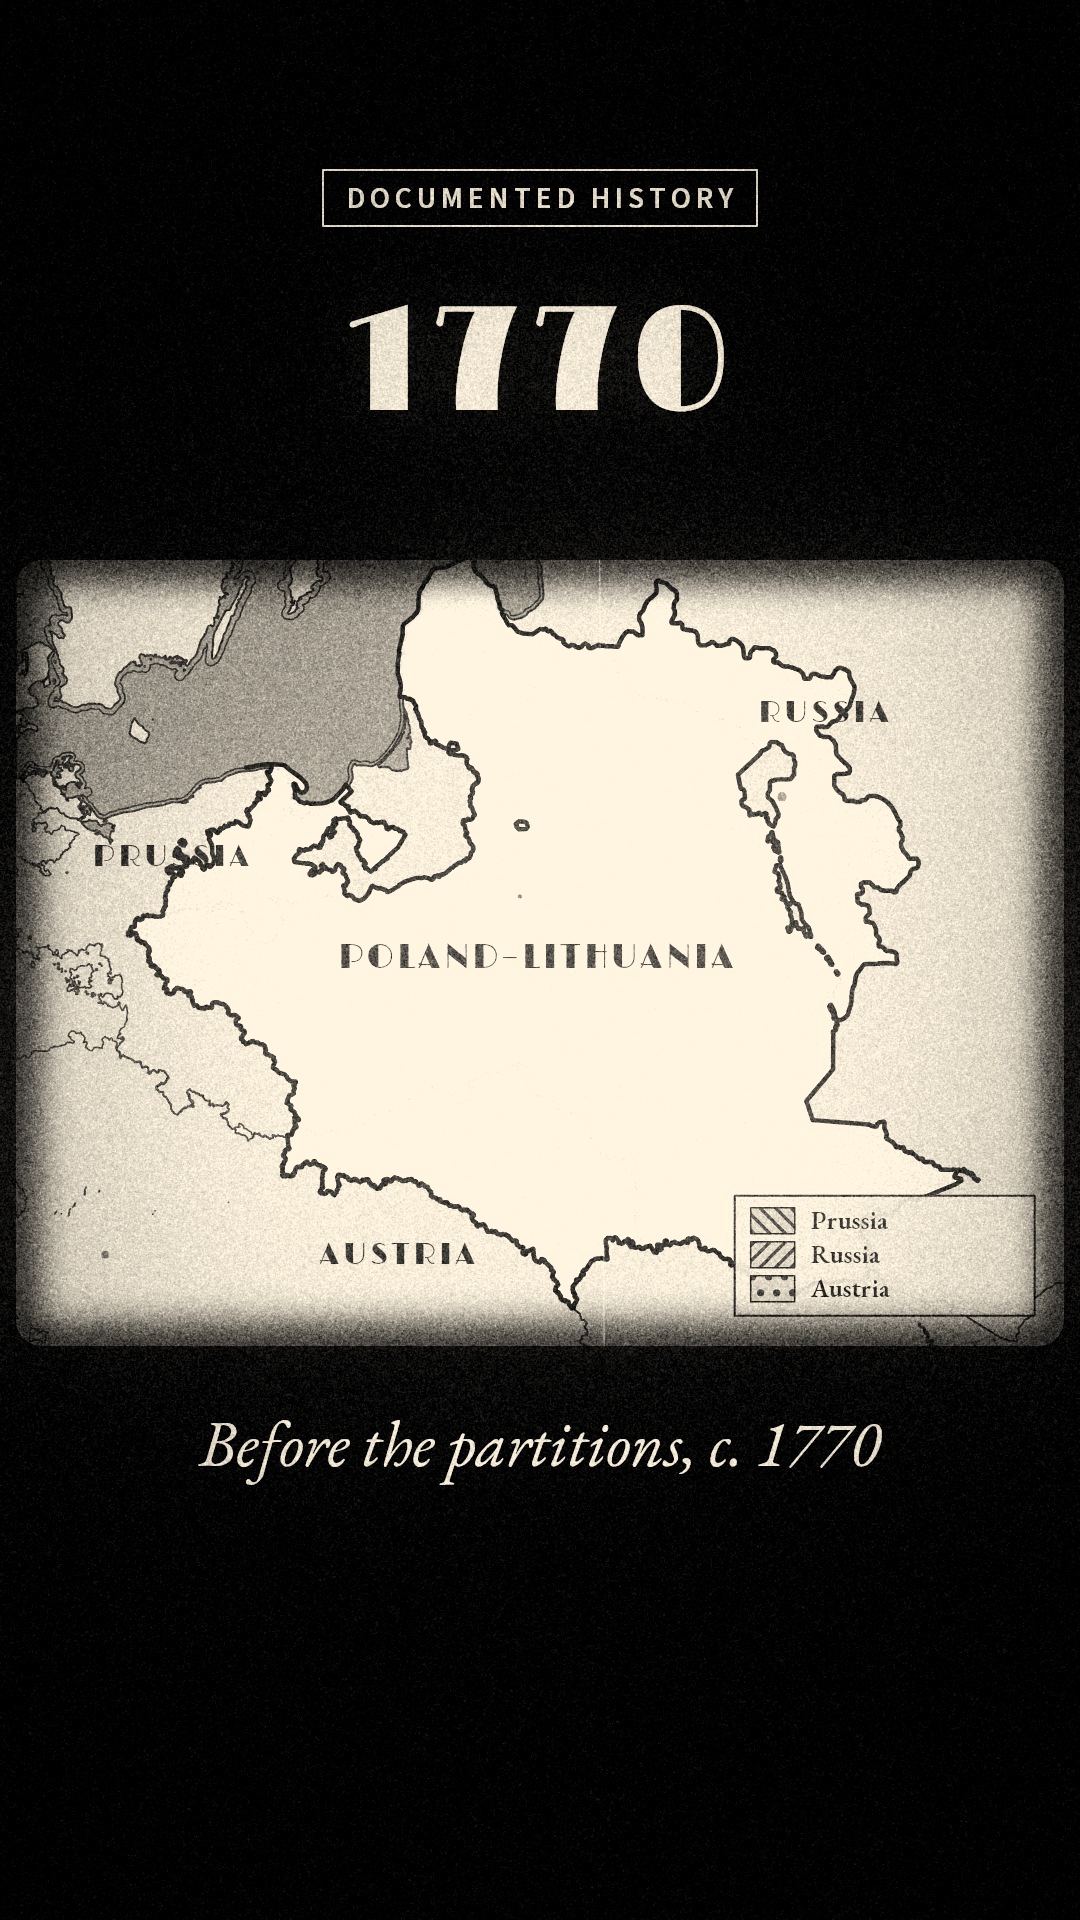 DOCUMENTED HISTORY
1770
RUSSIA
PRUSSIA
POLAND–LITHUANIA
AUSTRIA
Prussia
Russia
Austria
Before the partitions, c. 1770